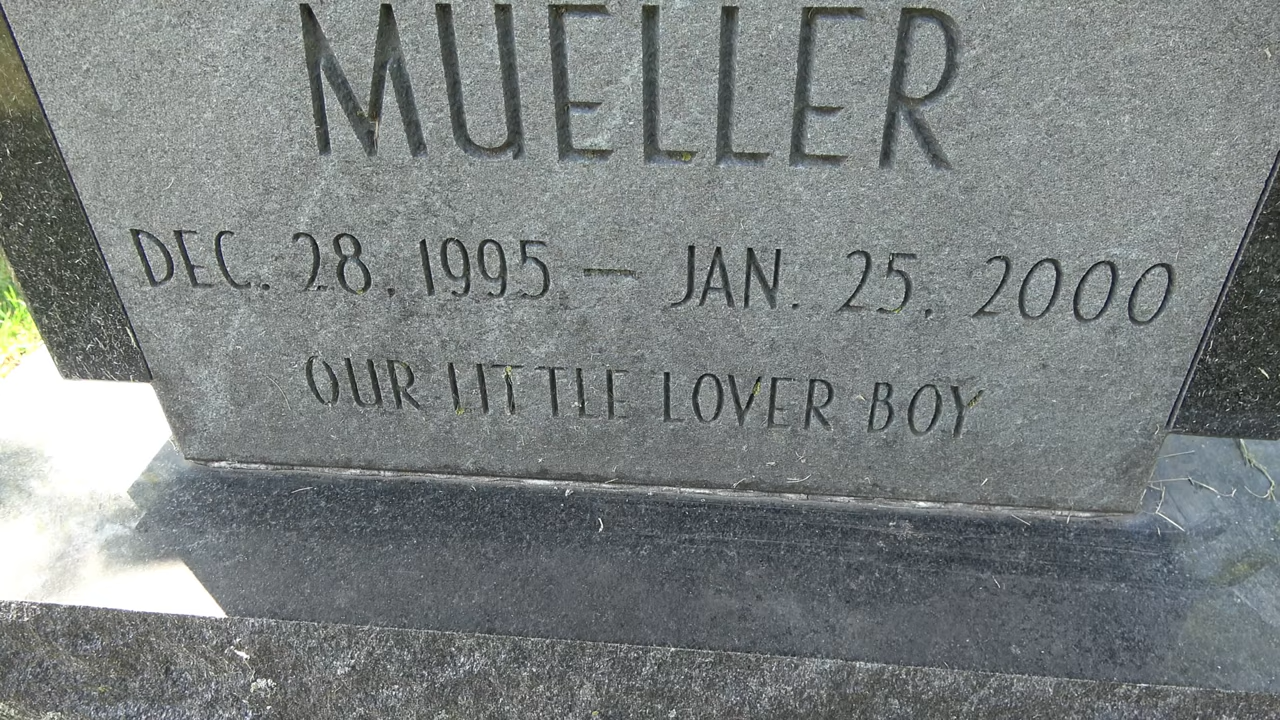 MUELLER
DEC. 28, 1995 — JAN. 25, 2000
OUR LITTLE LOVER BOY